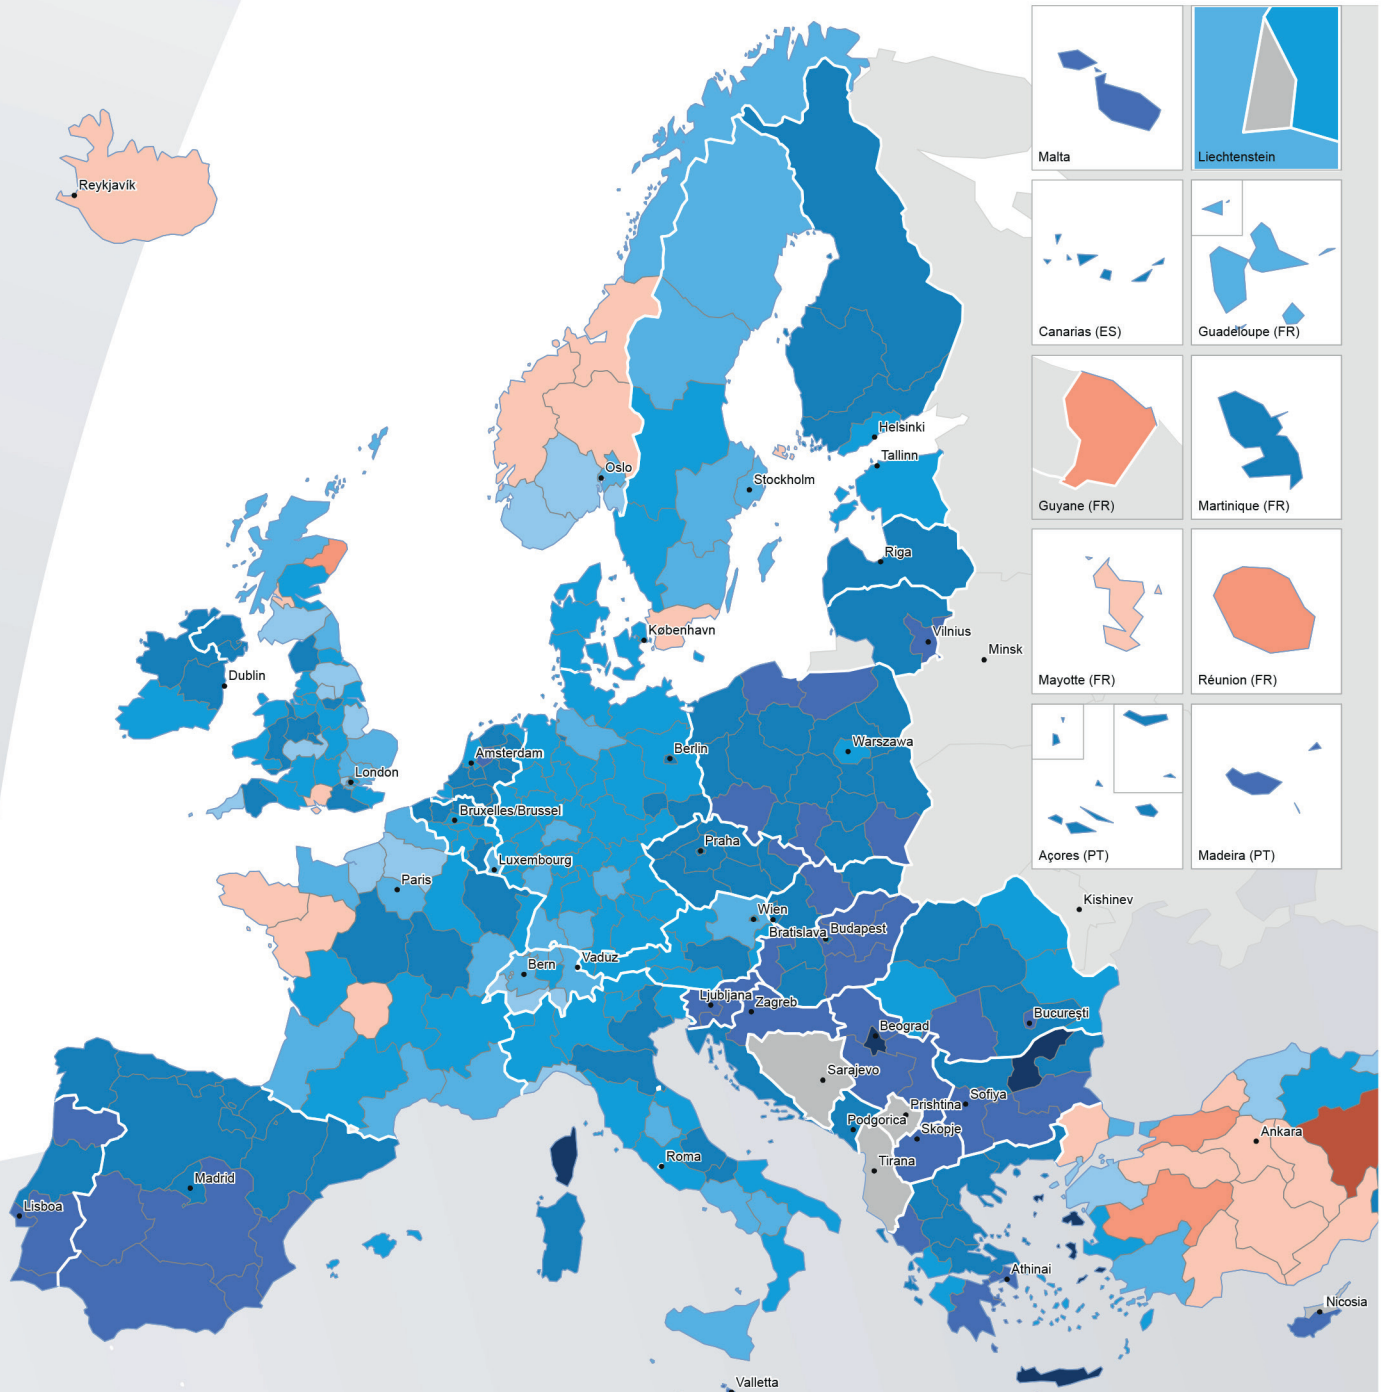 Malta
Liechtenstein
Reykjavík
Canarias (ES)
Guadeloupe (FR)
Helsinki
Tallinn
Oslo
Stockholm
Guyane (FR)
Martinique (FR)
Riga
København
Vilnius
Minsk
Dublin
Mayotte (FR)
Réunion (FR)
Amsterdam
Berlin
Warszawa
London
Bruxelles/Brussel
Praha
Luxembourg
Açores (PT)
Madeira (PT)
Paris
Kishinev
Wien
Bratislava
Budapest
Bern
Vaduz
Ljubljana
Zagreb
Beograd
București
Sarajevo
Prishtina
Sofiya
Podgorica
Skopje
Ankara
Roma
Tirana
Madrid
Lisboa
Athinai
Nicosia
Valletta